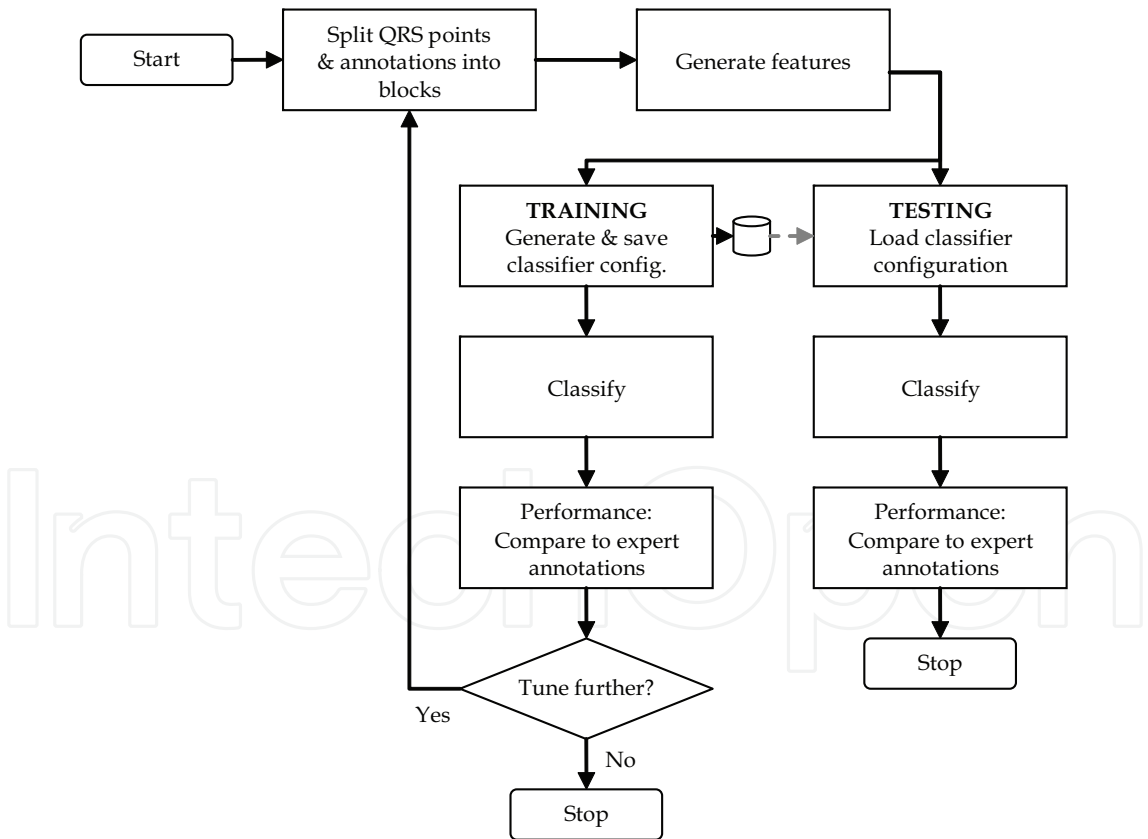 Start
Split QRS points
& annotations into
blocks
Generate features
TRAINING
Generate & save
classifier config.
TESTING
Load classifier
configuration
Classify
Classify
Performance:
Compare to expert
annotations
Performance:
Compare to expert
annotations
Tune further?
Yes
No
Stop
Stop
IntechOpen